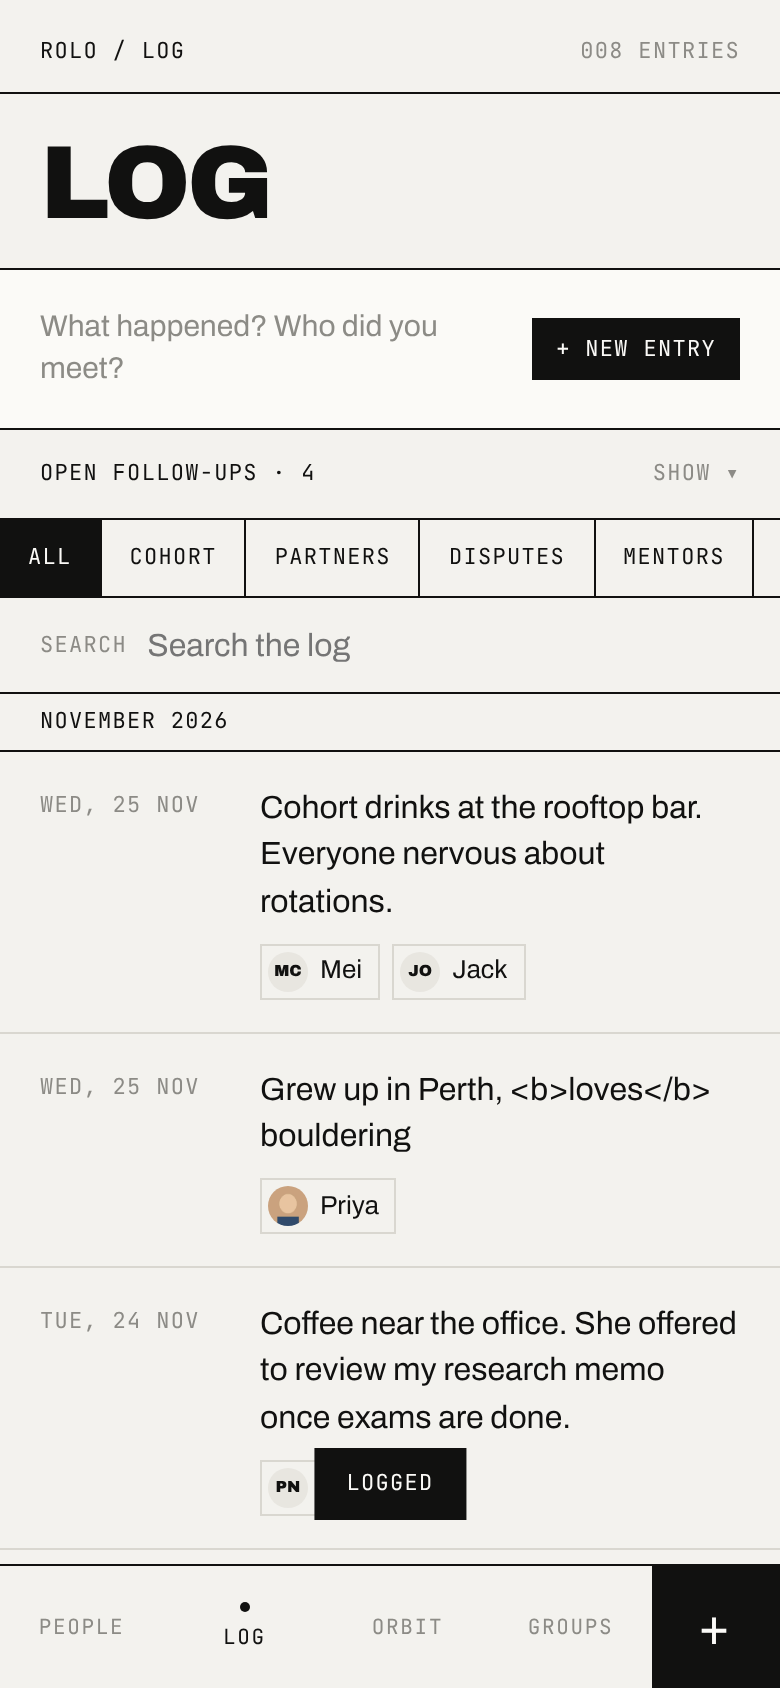 ROLO / LOG
008 ENTRIES
LOG
What happened? Who did you
meet?
+ NEW ENTRY
OPEN FOLLOW-UPS · 4
SHOW ▾
ALL
COHORT
PARTNERS
DISPUTES
MENTORS
SEARCH Search the log
NOVEMBER 2026
WED, 25 NOV
Cohort drinks at the rooftop bar.
Everyone nervous about
rotations.
MC Mei
JO Jack
WED, 25 NOV
Grew up in Perth, <b>loves</b>
bouldering
Priya
TUE, 24 NOV
Coffee near the office. She offered
to review my research memo
once exams are done.
PN
LOGGED
PEOPLE
LOG
ORBIT
GROUPS
+